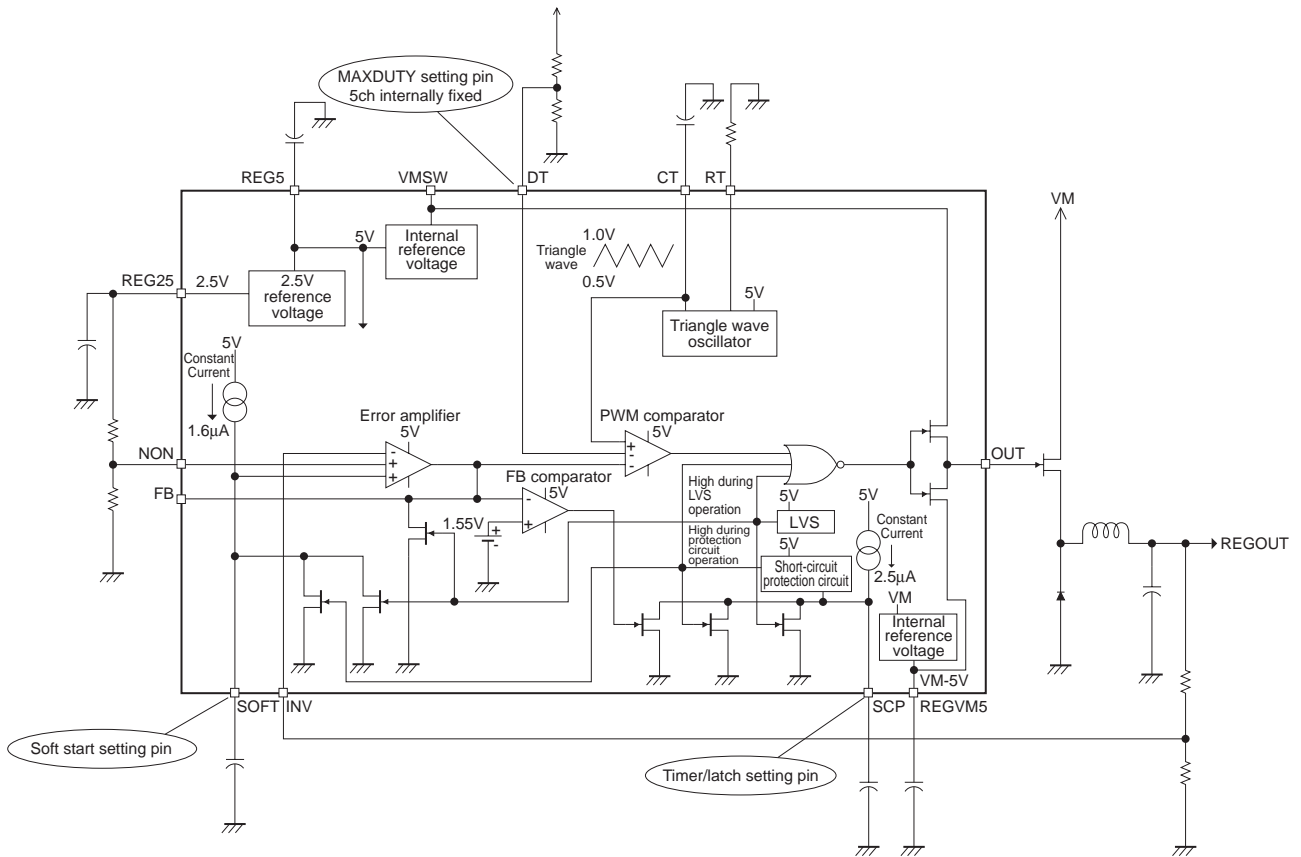 MAXDUTY setting pin
5ch internally fixed
REG5
VMSW
DT
CT
RT
VM
5V
Internal
reference
voltage
Triangle
wave
1.0V
0.5V
REG25
2.5V
2.5V
reference
voltage
5V
Triangle wave
oscillator
5V
Constant
Current
1.6μA
Error amplifier
5V
PWM comparator
5V
NON
FB
FB comparator
5V
1.55V
High during
LVS
operation
High during
protection
circuit
operation
5V
LVS
5V
Short-circuit
protection circuit
5V
Constant
Current
2.5μA
VM
Internal
reference
voltage
VM-5V
OUT
REGOUT
SOFT
INV
SCP
REGVM5
Soft start setting pin
Timer/latch setting pin